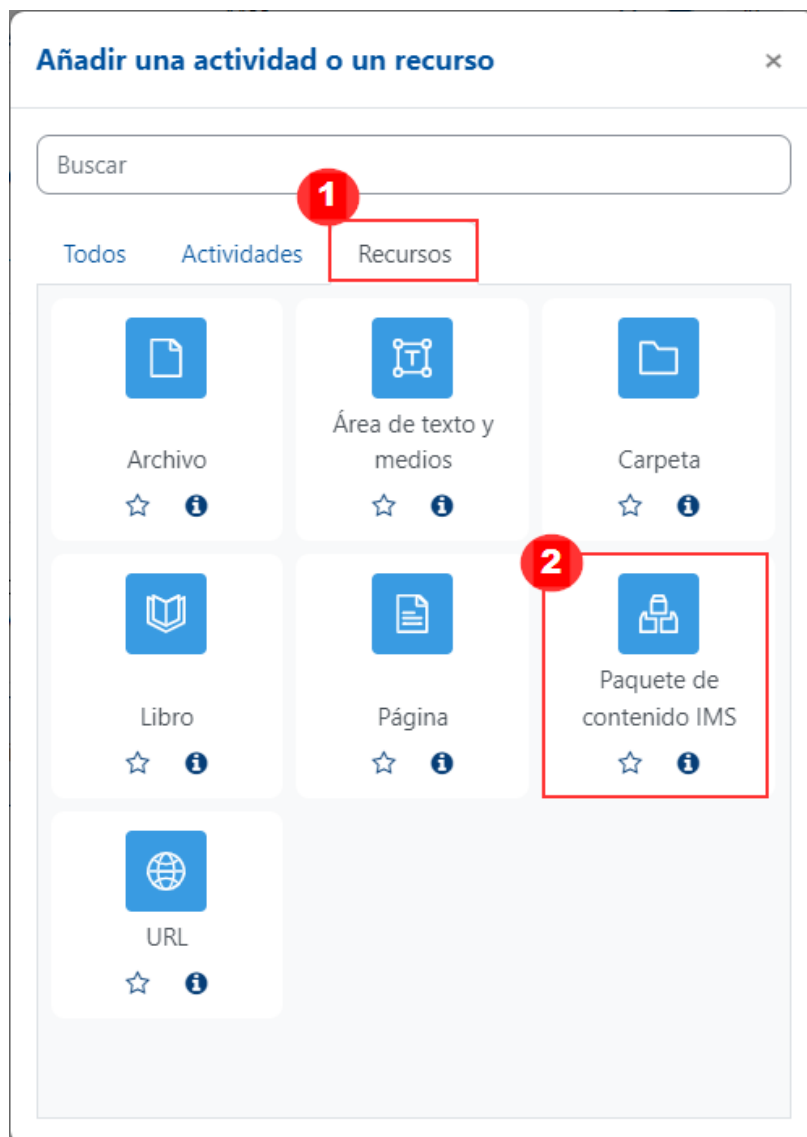 Añadir una actividad o un recurso ×
Buscar
1
Todos Actividades Recursos
Archivo
Área de texto y
medios
Carpeta
2
Libro
Página
Paquete de
contenido IMS
URL